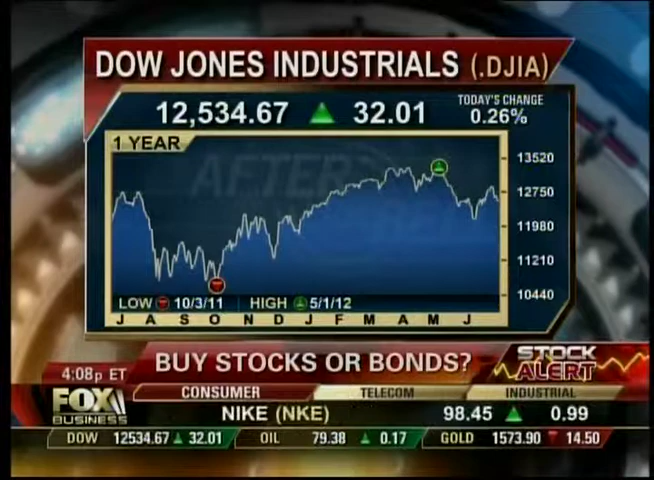 DOW JONES INDUSTRIALS (.DJIA)
12,534.67 32.01 TODAY'S CHANGE 0.26%
1 YEAR
AFTER
13520
12750
11980
11210
10440
LOW 10/3/11 HIGH 5/1/12
J A S O N D J F M A M J
4:08p ET
BUY STOCKS OR BONDS?
STOCK ALERT
FOX BUSINESS
CONSUMER TELECOM INDUSTRIAL
NIKE (NKE) 98.45 0.99
DOW 12534.67 32.01 OIL 79.38 0.17 GOLD 1573.90 14.50